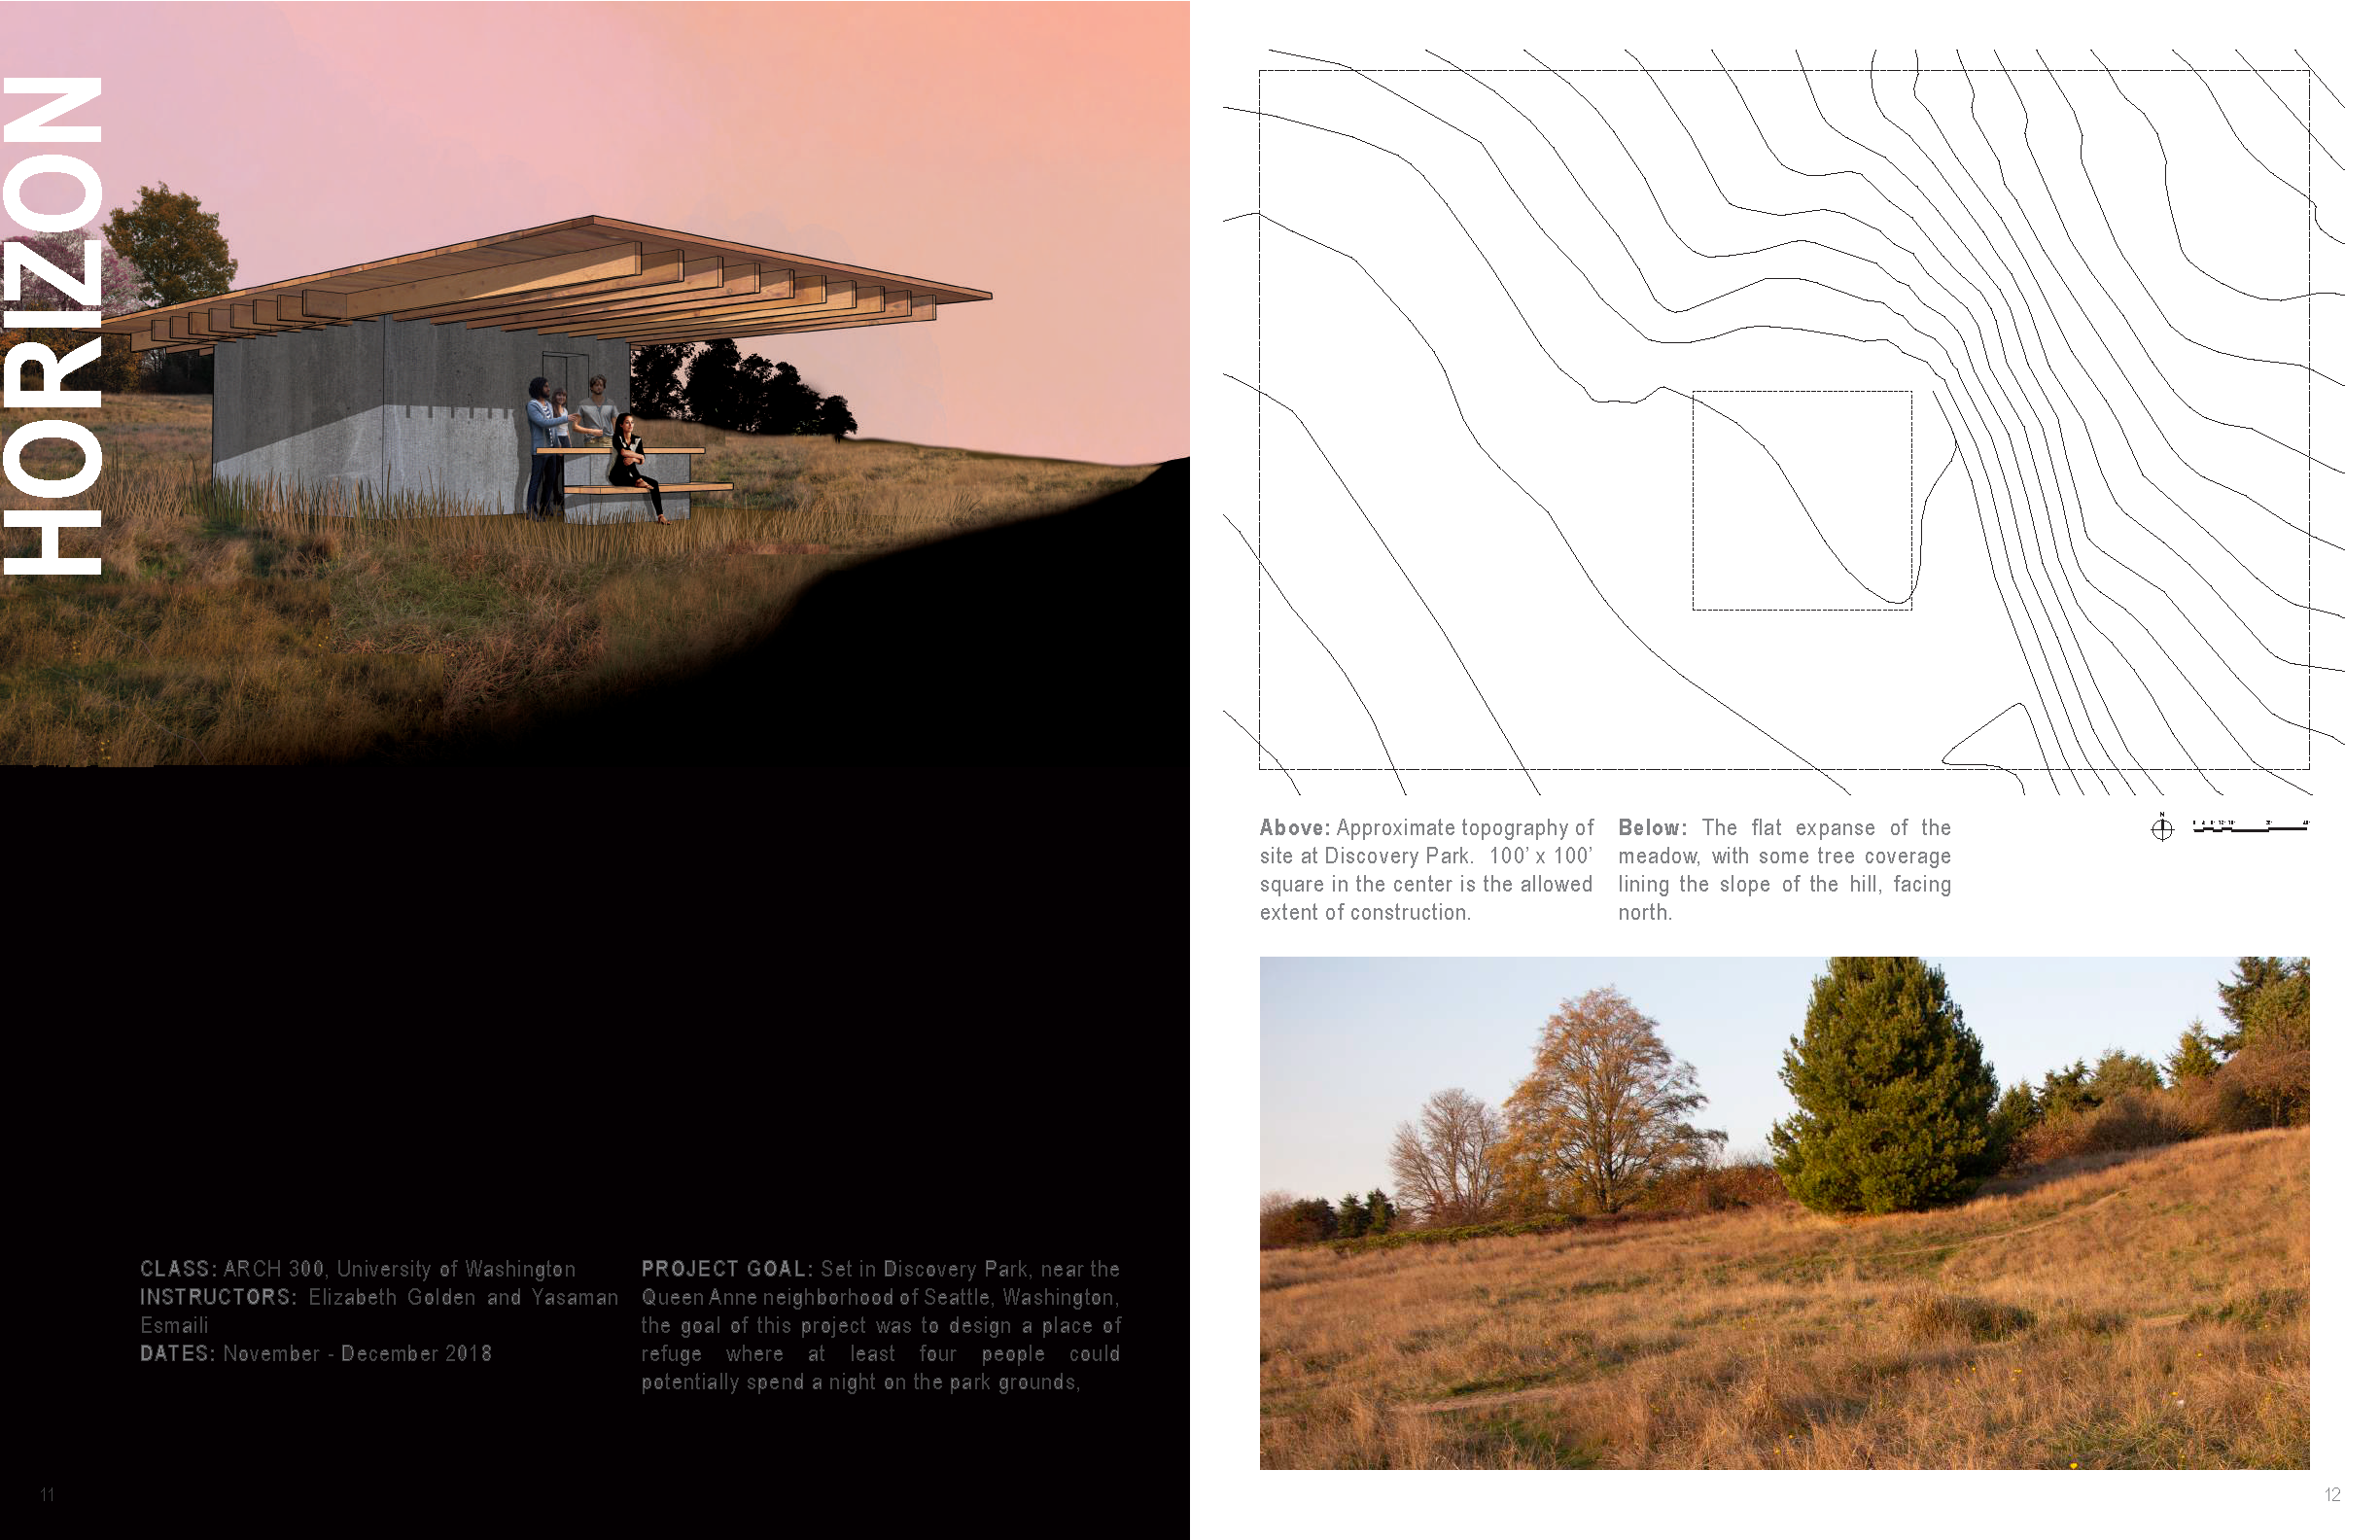 HORIZON
CLASS: ARCH 300, University of Washington
INSTRUCTORS: Elizabeth Golden and Yasaman
Esmaili
DATES: November - December 2018
PROJECT GOAL: Set in Discovery Park, near the
Queen Anne neighborhood of Seattle, Washington,
the goal of this project was to design a place of
refuge where at least four people could
potentially spend a night on the park grounds,
11
Above: Approximate topography of
site at Discovery Park. 100’ x 100’
square in the center is the allowed
extent of construction.
Below: The flat expanse of the
meadow, with some tree coverage
lining the slope of the hill, facing
north.
N
12